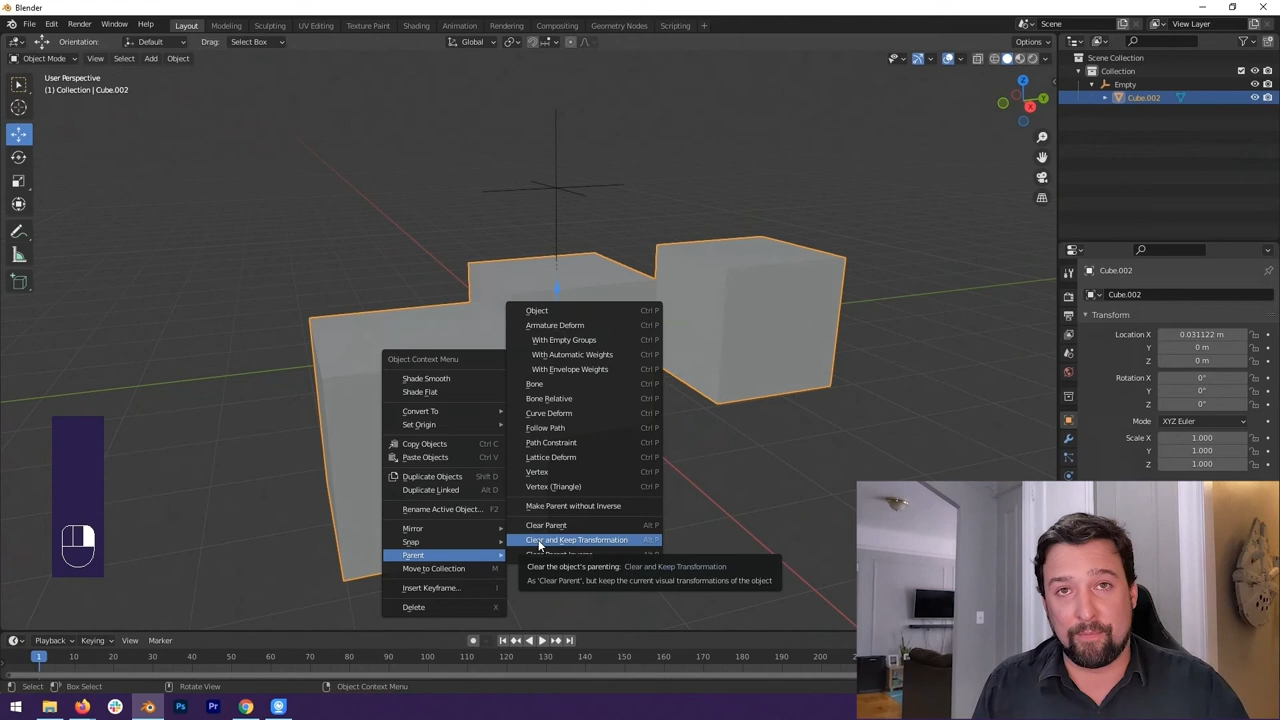 Blender
File Edit Render Window Help Layout Modeling Sculpting UV Editing Texture Paint Shading Animation Rendering Compositing Geometry Nodes Scripting + Scene View Layer
Orientation: Default Drag: Select Box Global Options
Object Mode View Select Add Object
User Perspective
(1) Collection | Cube.002
Z
Y
X
Scene Collection
Collection
Empty
Cube.002
Cube.002
Cube.002
Transform
Location X 0.031122 m
Y 0 m
Z 0 m
Rotation X 0°
Y 0°
Z 0°
Mode XYZ Euler
Scale X 1.000
Y 1.000
Z 1.000
Object Context Menu
Shade Smooth
Shade Flat
Convert To
Set Origin
Copy Objects Ctrl C
Paste Objects Ctrl V
Duplicate Objects Shift D
Duplicate Linked Alt D
Rename Active Object... F2
Mirror
Snap
Parent
Move to Collection M
Insert Keyframe... I
Delete X
Object Ctrl P
Armature Deform Ctrl P
With Empty Groups Ctrl P
With Automatic Weights Ctrl P
With Envelope Weights Ctrl P
Bone Ctrl P
Bone Relative Ctrl P
Curve Deform Ctrl P
Follow Path Ctrl P
Path Constraint Ctrl P
Lattice Deform Ctrl P
Vertex Ctrl P
Vertex (Triangle) Ctrl P
Make Parent without Inverse Ctrl P
Clear Parent Alt P
Clear and Keep Transformation Alt P
Clear Parent Inverse Alt P
Clear the object's parenting: Clear and Keep Transformation
As 'Clear Parent', but keep the current visual transformations of the object
Playback Keying View Marker
1 10 20 30 40 50 60 70 80 90 100 110 120 130 140 150 160 170 180 190 200
Select Box Select Rotate View Object Context Menu
Ps Pr